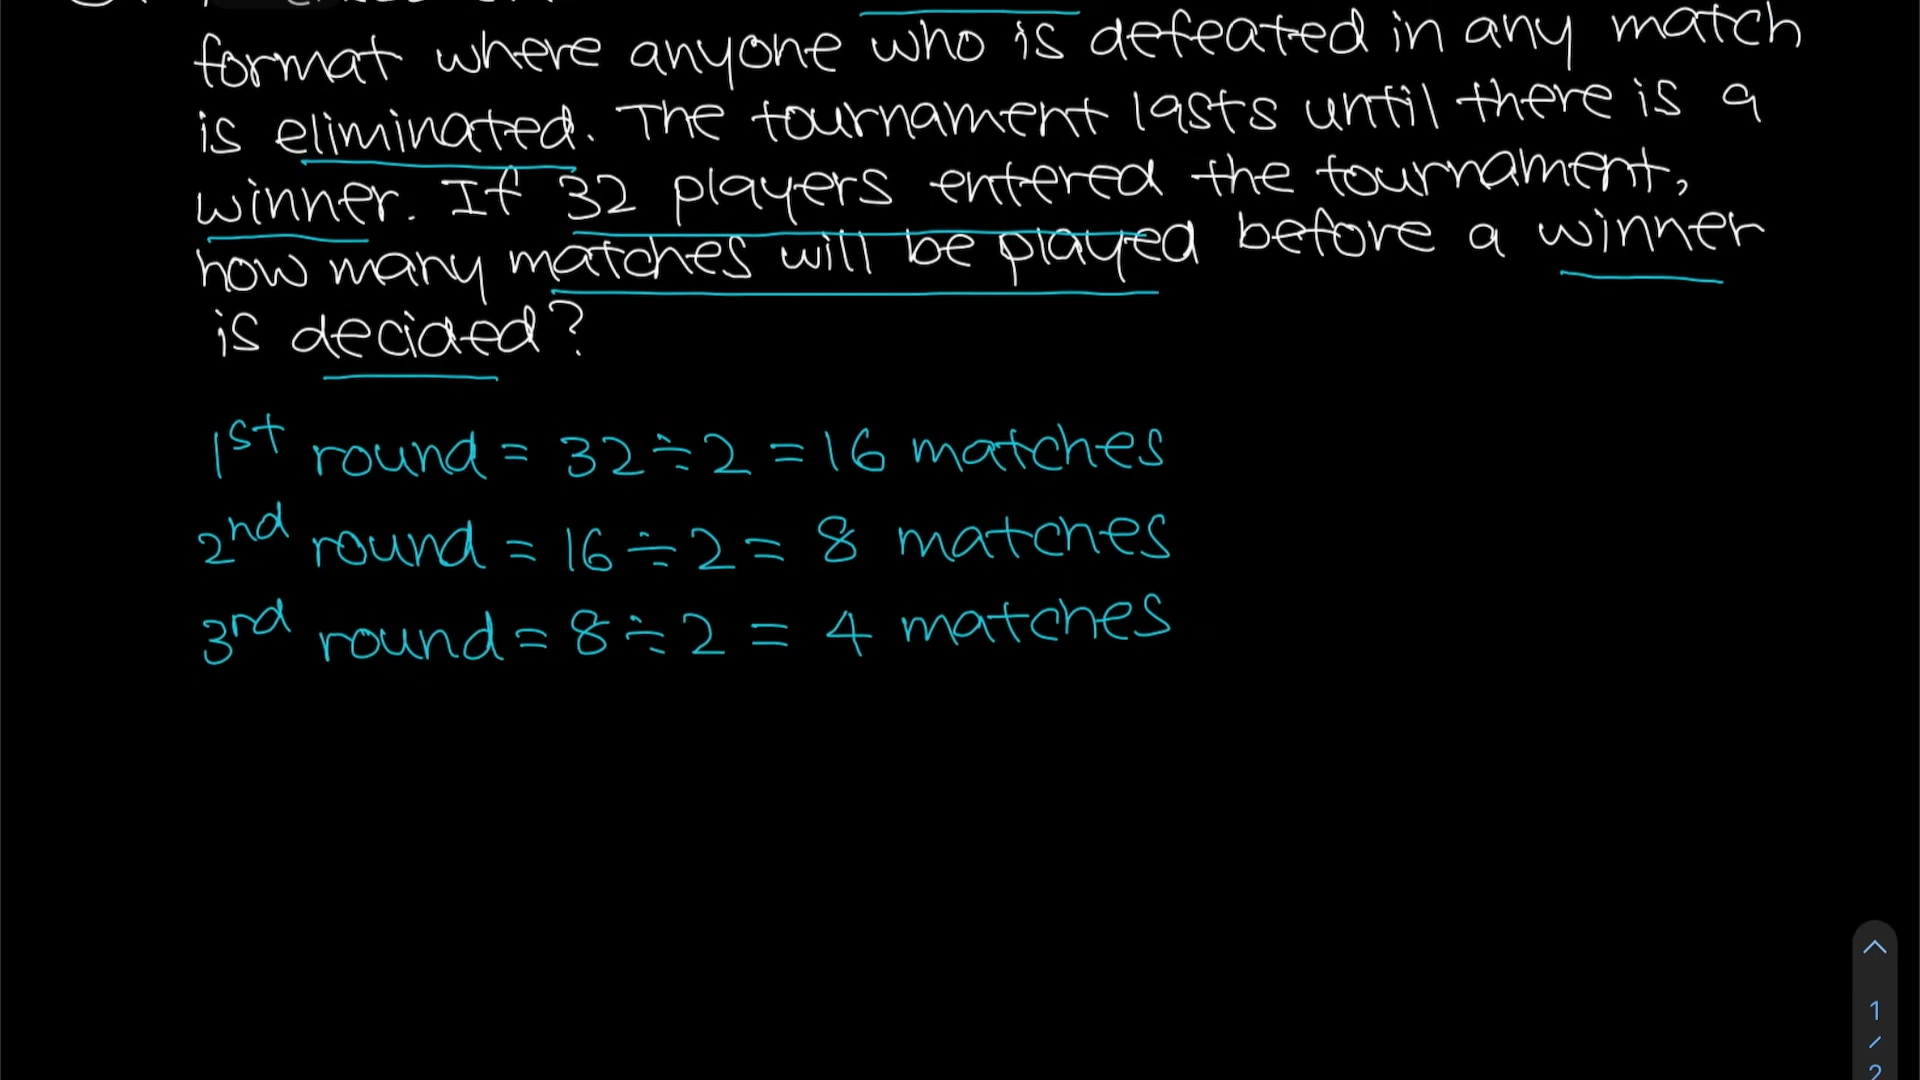 format where anyone who is defeated in any match
is eliminated. The tournament lasts until there is a
winner. If 32 players entered the tournament,
how many matches will be played before a winner
is decided?
1st round = 32 ÷ 2 = 16 matches
2nd round = 16 ÷ 2 = 8 matches
3rd round = 8 ÷ 2 = 4 matches
1
/
2